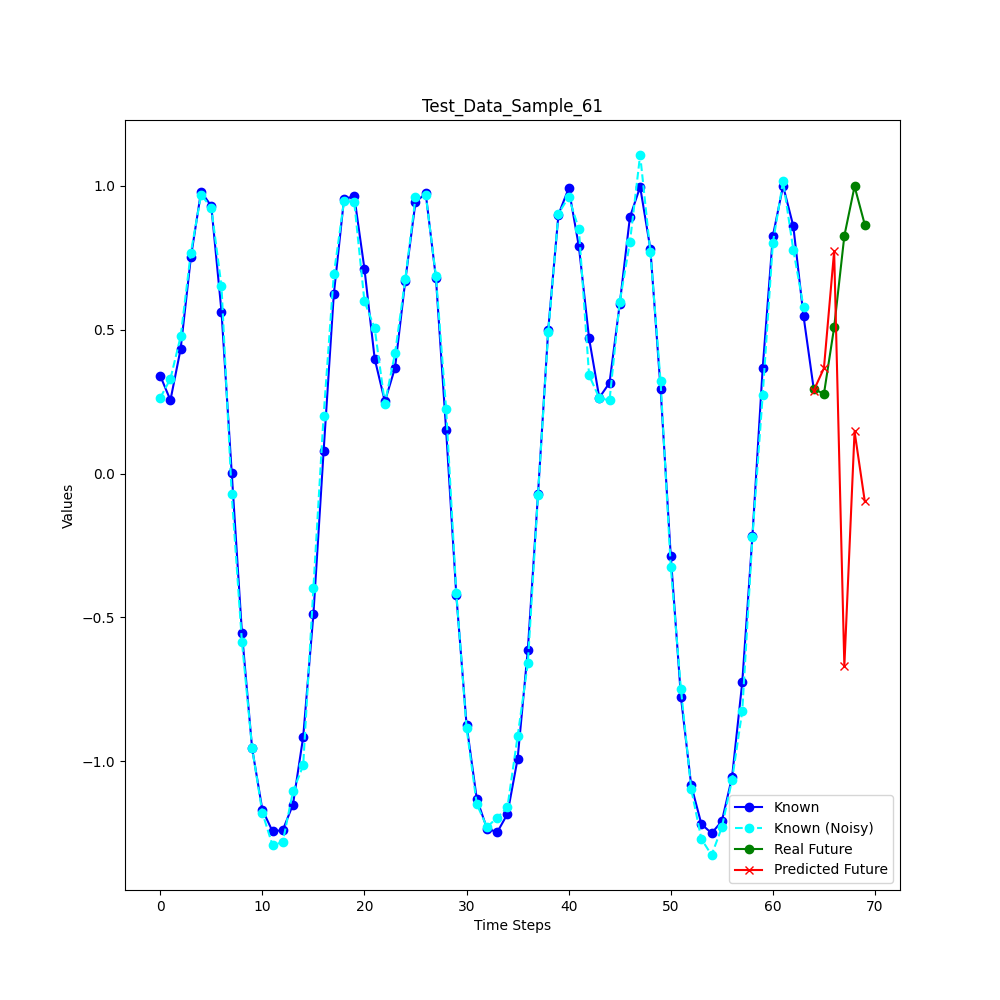 Test_Data_Sample_61
1.0
0.5
0.0
−0.5
−1.0
Values
0 10 20 30 40 50 60 70
Time Steps
Known
Known (Noisy)
Real Future
Predicted Future